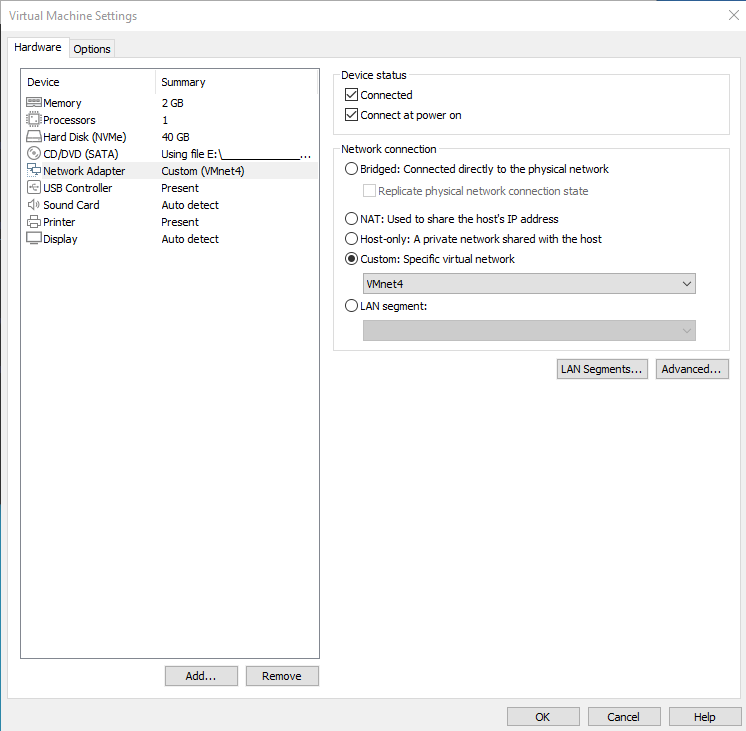 Virtual Machine Settings
Hardware
Options
Device Summary
Memory 2 GB
Processors 1
Hard Disk (NVMe) 40 GB
CD/DVD (SATA) Using file E:\ ...
Network Adapter Custom (VMnet4)
USB Controller Present
Sound Card Auto detect
Printer Present
Display Auto detect
Add... Remove
Device status
Connected
Connect at power on
Network connection
Bridged: Connected directly to the physical network
Replicate physical network connection state
NAT: Used to share the host's IP address
Host-only: A private network shared with the host
Custom: Specific virtual network
VMnet4
LAN segment:
LAN Segments... Advanced...
OK Cancel Help